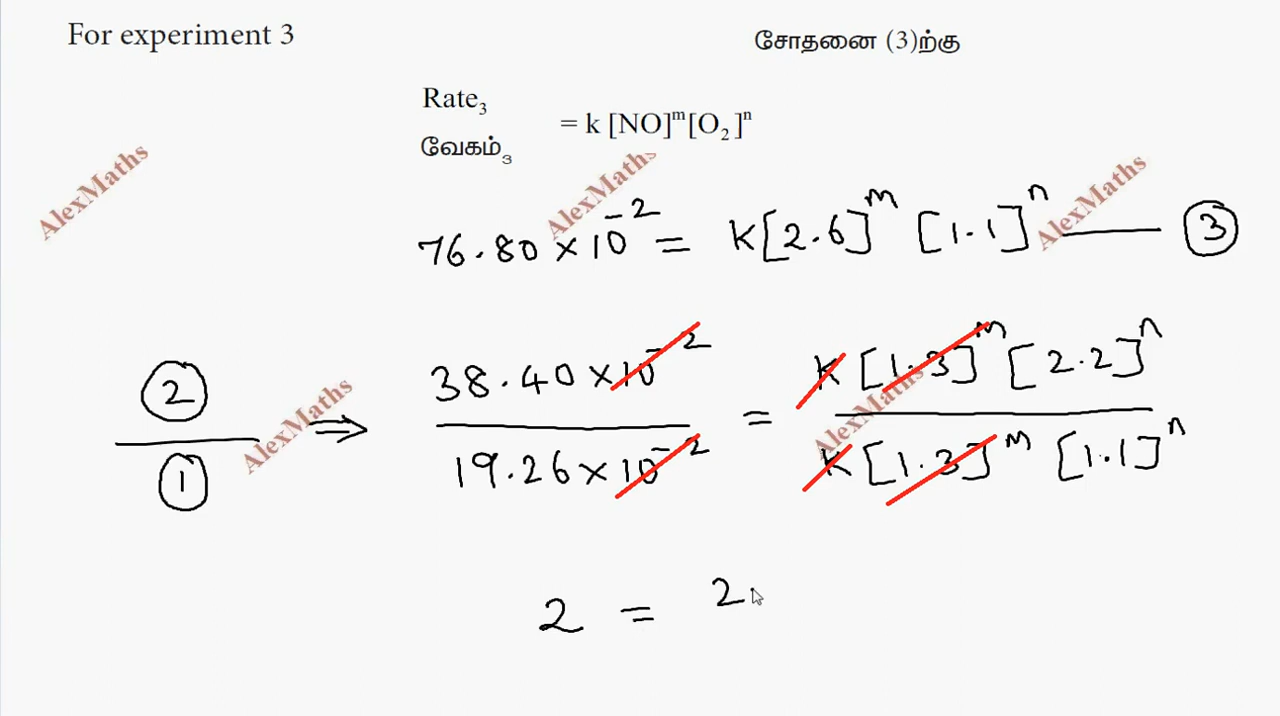 For experiment 3
சோதனை (3)ற்கு
Rate₃
வேகம்₃
= k [NO]ᵐ[O₂]ⁿ
AlexMaths AlexMaths AlexMaths
76.80 × 10⁻² = K[2.6]ᵐ [1.1]ⁿ —— ③
② 38.40 × 10⁻² K [1.3]ᵐ [2.2]ⁿ
⇒ =
① 19.26 × 10⁻² K [1.3]ᵐ [1.1]ⁿ
AlexMaths AlexMaths
2 = 2.